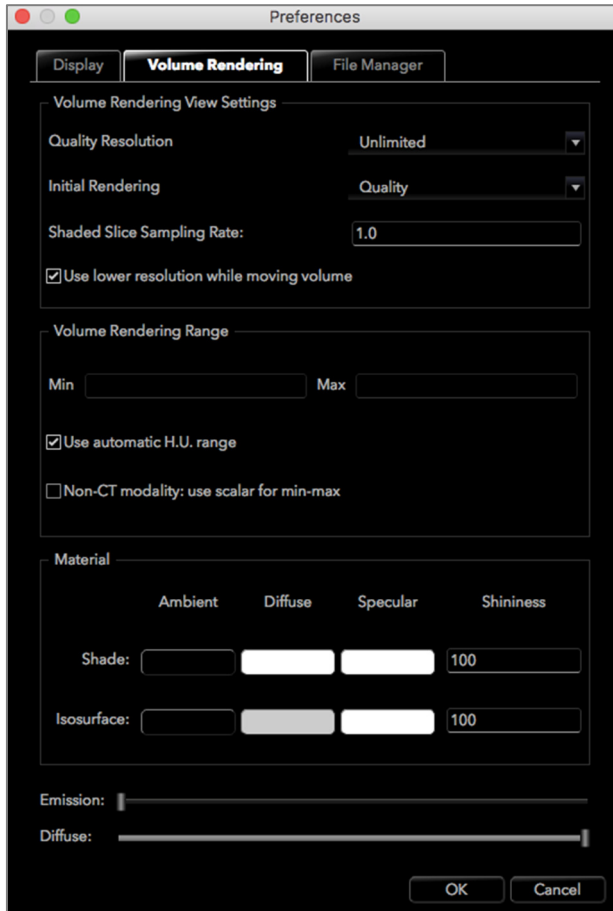 Preferences
Display Volume Rendering File Manager
Volume Rendering View Settings
Quality Resolution Unlimited
Initial Rendering Quality
Shaded Slice Sampling Rate: 1.0
Use lower resolution while moving volume
Volume Rendering Range
Min Max
Use automatic H.U. range
Non-CT modality: use scalar for min-max
Material
Ambient Diffuse Specular Shininess
Shade: 100
Isosurface: 100
Emission:
Diffuse:
OK Cancel